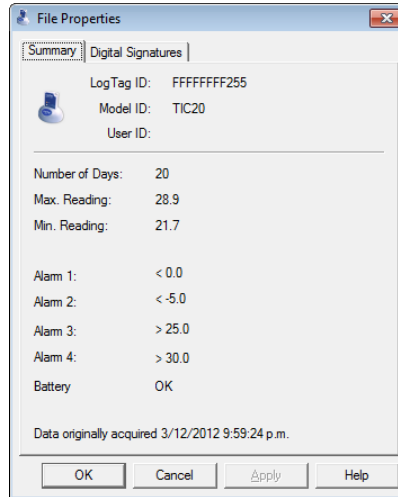 File Properties
Summary Digital Signatures
LogTag ID: FFFFFFFF255
Model ID: TIC20
User ID:
Number of Days: 20
Max. Reading: 28.9
Min. Reading: 21.7
Alarm 1: < 0.0
Alarm 2: < -5.0
Alarm 3: > 25.0
Alarm 4: > 30.0
Battery OK
Data originally acquired 3/12/2012 9:59:24 p.m.
OK Cancel Apply Help